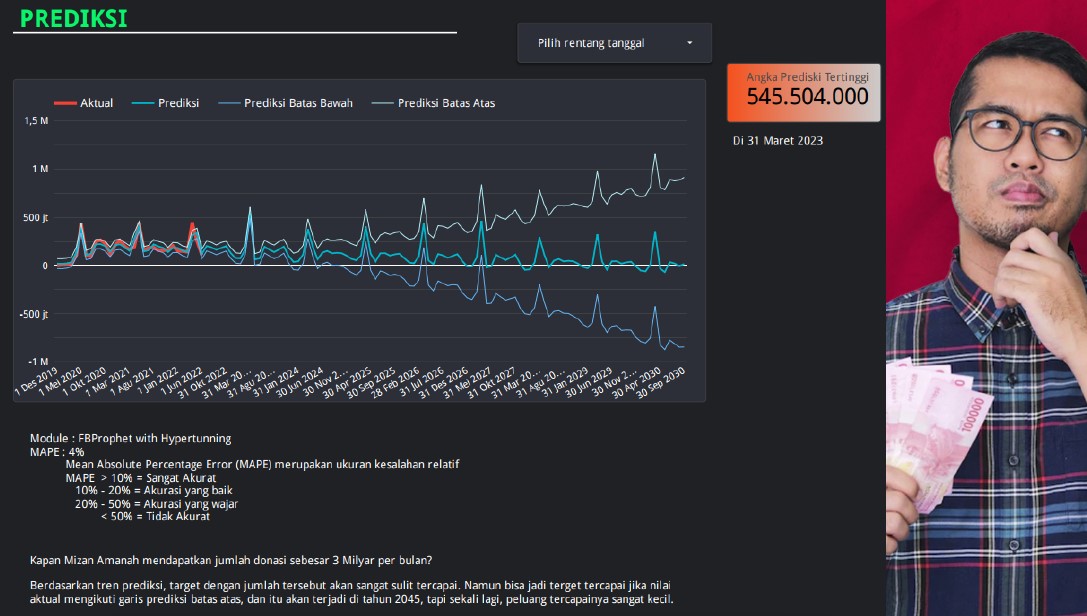 PREDIKSI
Pilih rentang tanggal
Aktual Prediksi Prediksi Batas Bawah Prediksi Batas Atas
1,5 M
1 M
500 jt
0
-500 jt
-1 M
1 Des 2019 1 Mei 2020 1 Okt 2020 1 Mar 2021 1 Agu 2021 1 Jan 2022 1 Jun 2022 31 Okt 2022 31 Mar 20... 31 Agu 20... 31 Jan 2024 30 Jun 2024 30 Nov 2... 30 Apr 2025 30 Sep 2025 28 Feb 2026 31 Jul 2026 31 Des 2026 31 Mei 2027 31 Okt 2027 31 Mar 20... 31 Agu 20... 31 Jan 2029 30 Jun 2029 30 Nov 2... 30 Apr 2030 30 Sep 2030
Angka Prediski Tertinggi
545.504.000
Di 31 Maret 2023
Module : FBProphet with Hypertunning
MAPE : 4%
Mean Absolute Percentage Error (MAPE) merupakan ukuran kesalahan relatif
MAPE > 10% = Sangat Akurat
10% - 20% = Akurasi yang baik
20% - 50% = Akurasi yang wajar
< 50% = Tidak Akurat
Kapan Mizan Amanah mendapatkan jumlah donasi sebesar 3 Milyar per bulan?
Berdasarkan tren prediksi, target dengan jumlah tersebut akan sangat sulit tercapai. Namun bisa jadi terget tercapai jika nilai
aktual mengikuti garis prediksi batas atas, dan itu akan terjadi di tahun 2045, tapi sekali lagi, peluang tercapainya sangat kecil.
100000
0